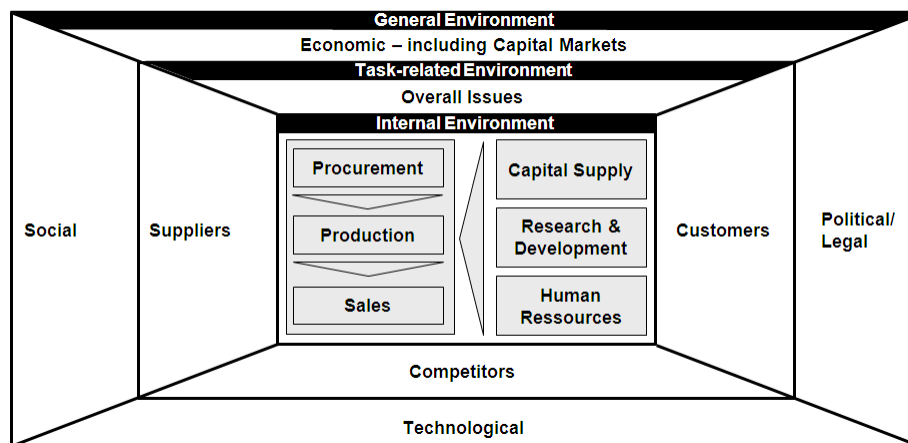 General Environment
Economic – including Capital Markets
Task-related Environment
Overall Issues
Internal Environment
Procurement
Production
Sales
Capital Supply
Research &
Development
Human
Ressources
Social
Suppliers
Customers
Political/
Legal
Competitors
Technological